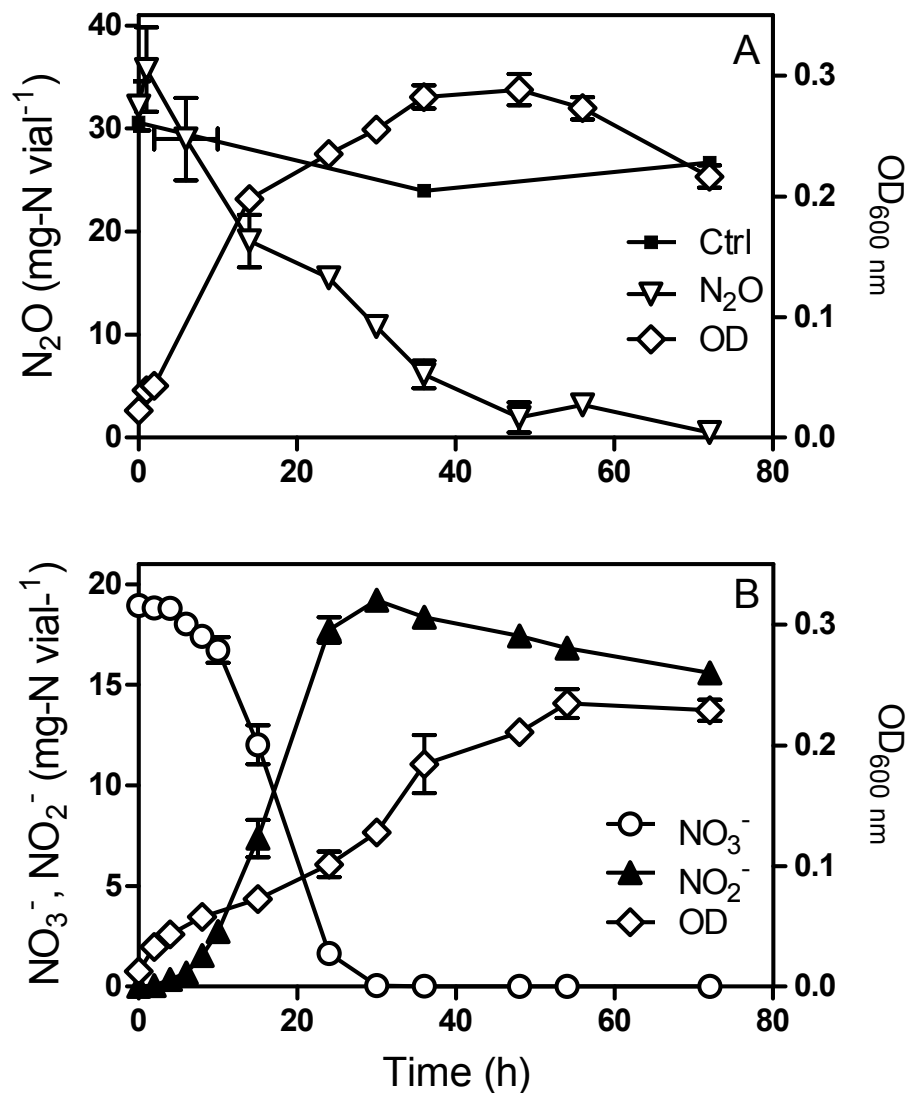 A
N₂O (mg-N vial⁻¹)
40
30
20
10
0
0.3
0.2
0.1
0.0
OD₆₀₀ ₙₘ
Ctrl
N₂O
OD
0 20 40 60 80
B
NO₃⁻, NO₂⁻ (mg-N vial-¹)
20
15
10
5
0
0.3
0.2
0.1
0.0
OD₆₀₀ ₙₘ
NO₃⁻
NO₂⁻
OD
0 20 40 60 80
Time (h)